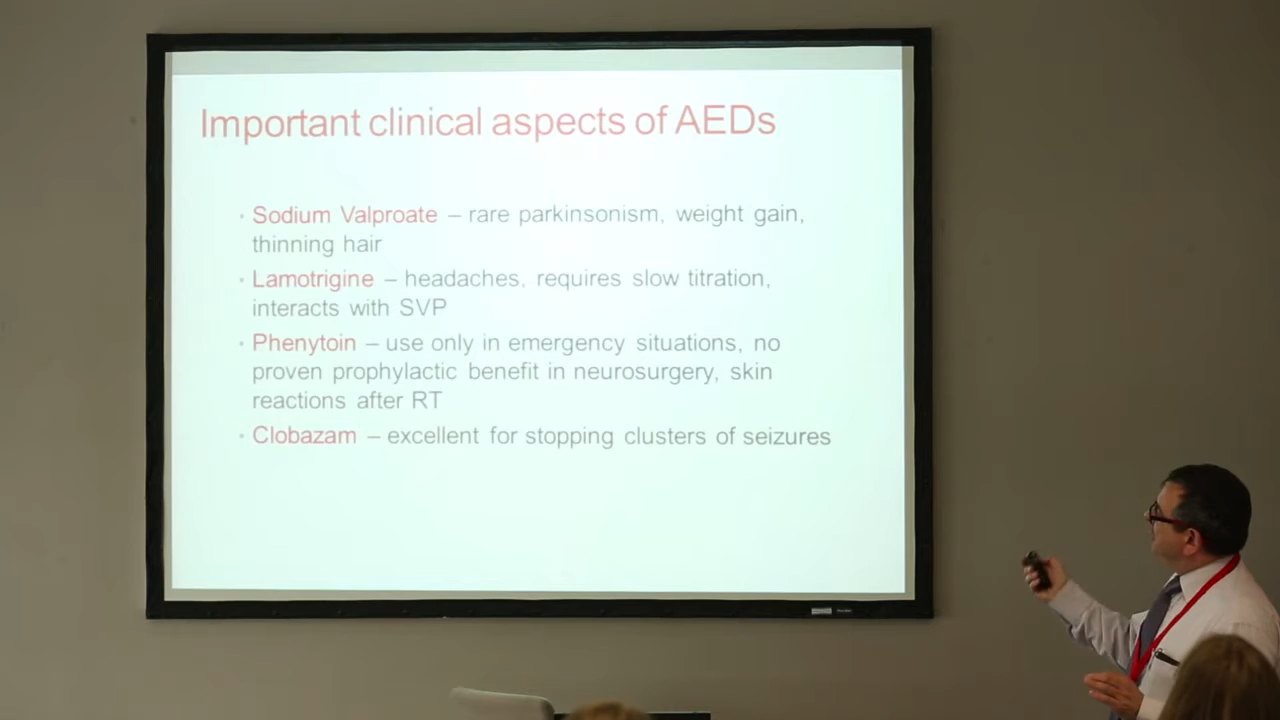 Important clinical aspects of AEDs
• Sodium Valproate – rare parkinsonism, weight gain,
thinning hair
• Lamotrigine – headaches, requires slow titration,
interacts with SVP
• Phenytoin – use only in emergency situations, no
proven prophylactic benefit in neurosurgery, skin
reactions after RT
• Clobazam – excellent for stopping clusters of seizures